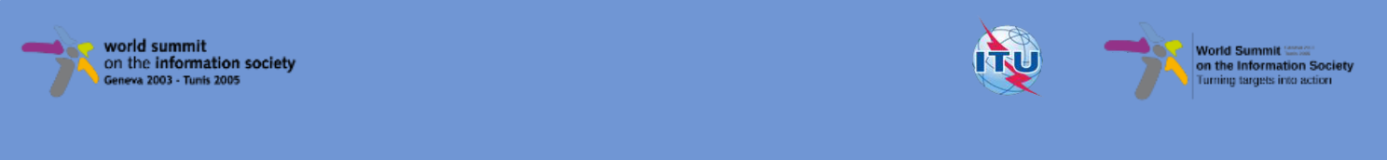 world summit
on the information society
Geneva 2003 - Tunis 2005
ITU
World Summit
on the Information Society
Turning targets into action